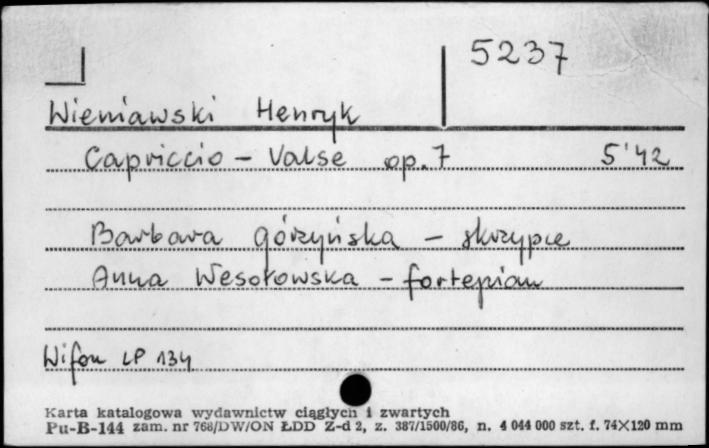 5237
Wieniawski Henryk
Capriccio - Valse op. 7 5'42
Barbara Górzyńska - skrzypce
Anna Wesołowska - fortepian
Wifon LP 134
Karta katalogowa wydawnictw ciągłych i zwartych
Pu-B-144 zam. nr 768/DW/ON ŁDD Z-d 2, z. 387/1500/86, n. 4 044 000 szt. f. 74×120 mm